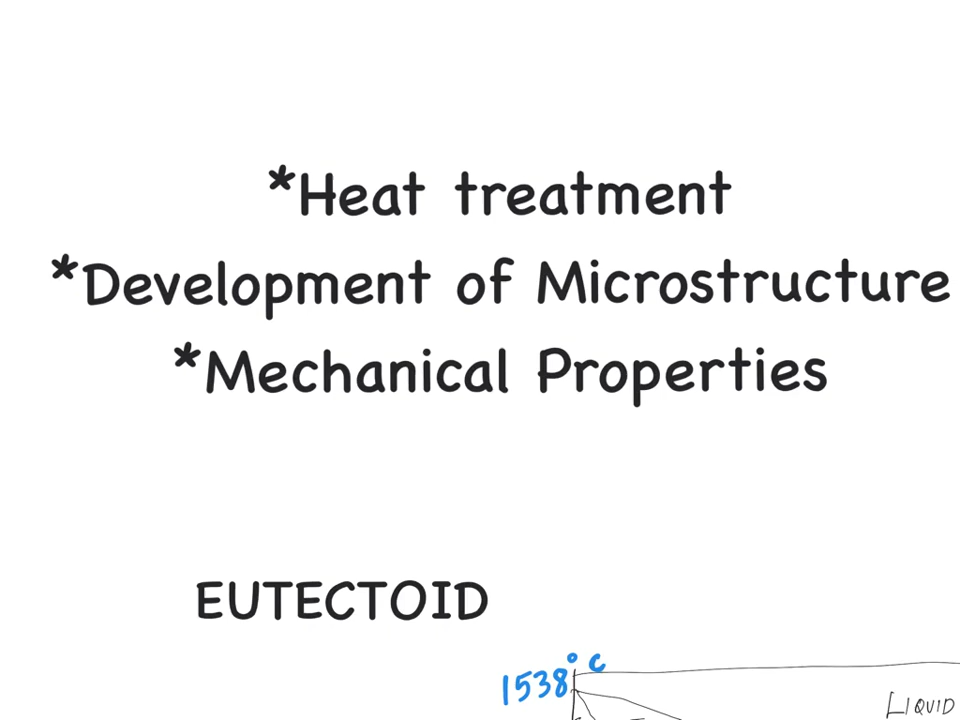 *Heat treatment
*Development of Microstructure
*Mechanical Properties
EUTECTOID
1538°C
LIQUID